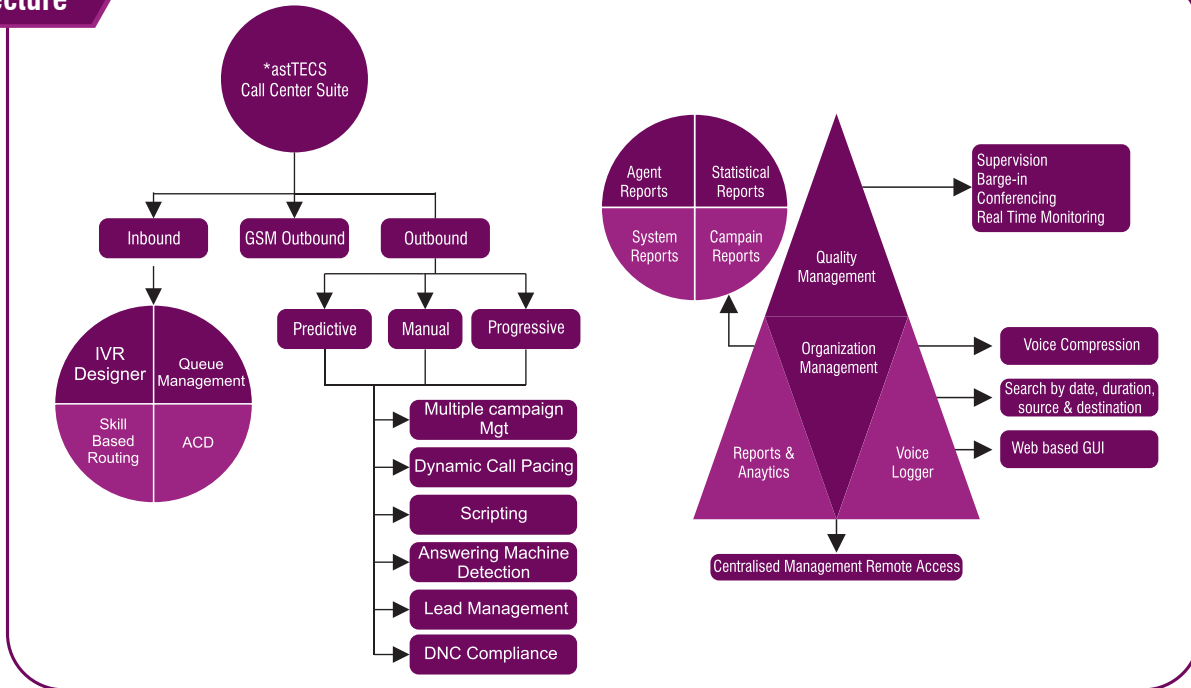 ecture
*astTECS
Call Center Suite
Inbound
GSM Outbound
Outbound
IVR
Designer
Queue
Management
Skill
Based
Routing
ACD
Predictive
Manual
Progressive
Multiple campaign
Mgt
Dynamic Call Pacing
Scripting
Answering Machine
Detection
Lead Management
DNC Compliance
Agent
Reports
Statistical
Reports
System
Reports
Campain
Reports
Quality
Management
Organization
Management
Reports &
Anaytics
Voice
Logger
Supervision
Barge-in
Conferencing
Real Time Monitoring
Voice Compression
Search by date, duration,
source & destination
Web based GUI
Centralised Management Remote Access